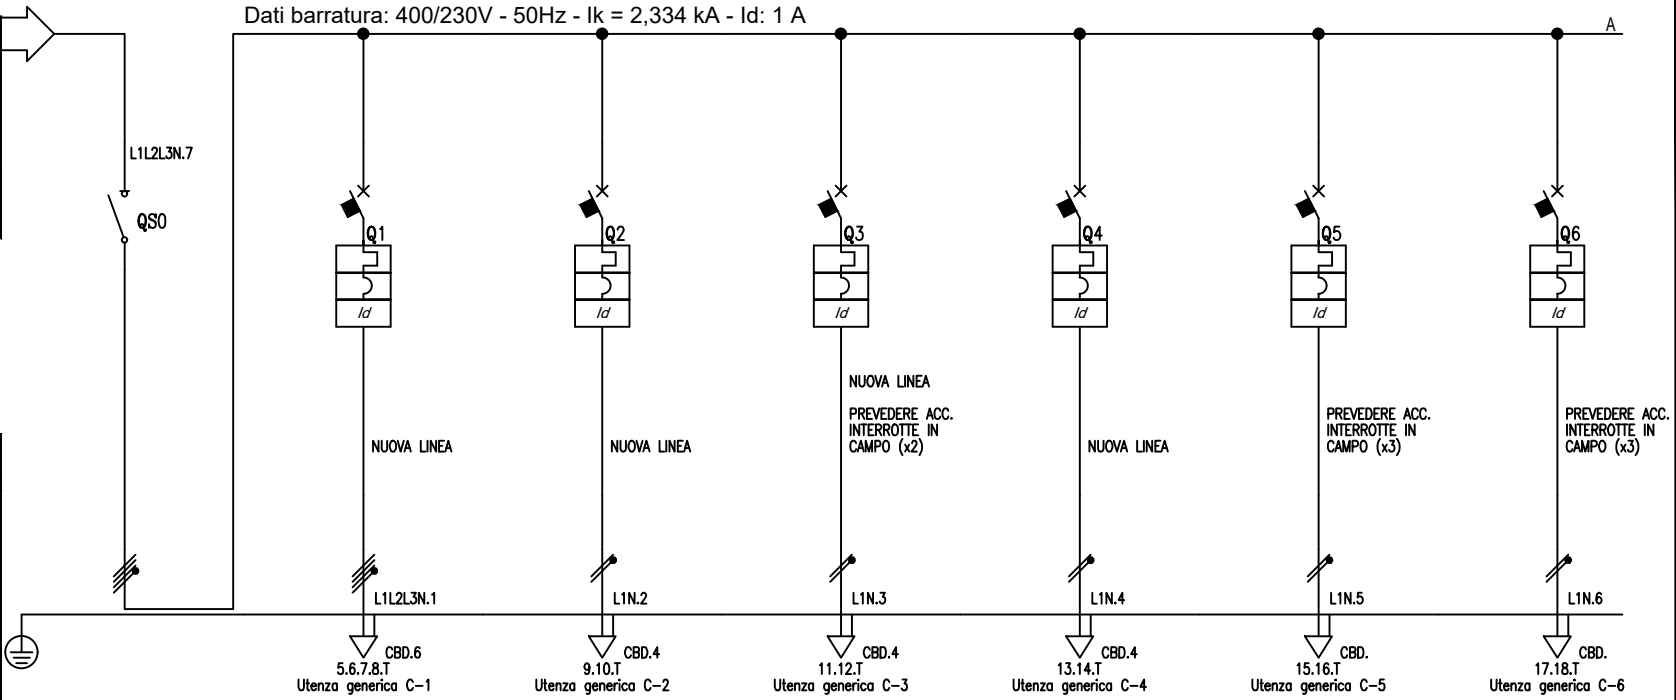 Dati barratura: 400/230V - 50Hz - Ik = 2,334 kA - Id: 1 A
A
L1L2L3N.7
QS0
Q1
Q2
Q3
Q4
Q5
Q6
Id
Id
Id
Id
Id
Id
NUOVA LINEA
NUOVA LINEA
NUOVA LINEA
PREVEDERE ACC.
INTERROTTE IN
CAMPO (x2)
NUOVA LINEA
PREVEDERE ACC.
INTERROTTE IN
CAMPO (x3)
PREVEDERE ACC.
INTERROTTE IN
CAMPO (x3)
L1L2L3N.1
L1N.2
L1N.3
L1N.4
L1N.5
L1N.6
CBD.6
5.6.7.8.T
Utenza generica C-1
CBD.4
9.10.T
Utenza generica C-2
CBD.4
11.12.T
Utenza generica C-3
CBD.4
13.14.T
Utenza generica C-4
CBD.
15.16.T
Utenza generica C-5
CBD.
17.18.T
Utenza generica C-6